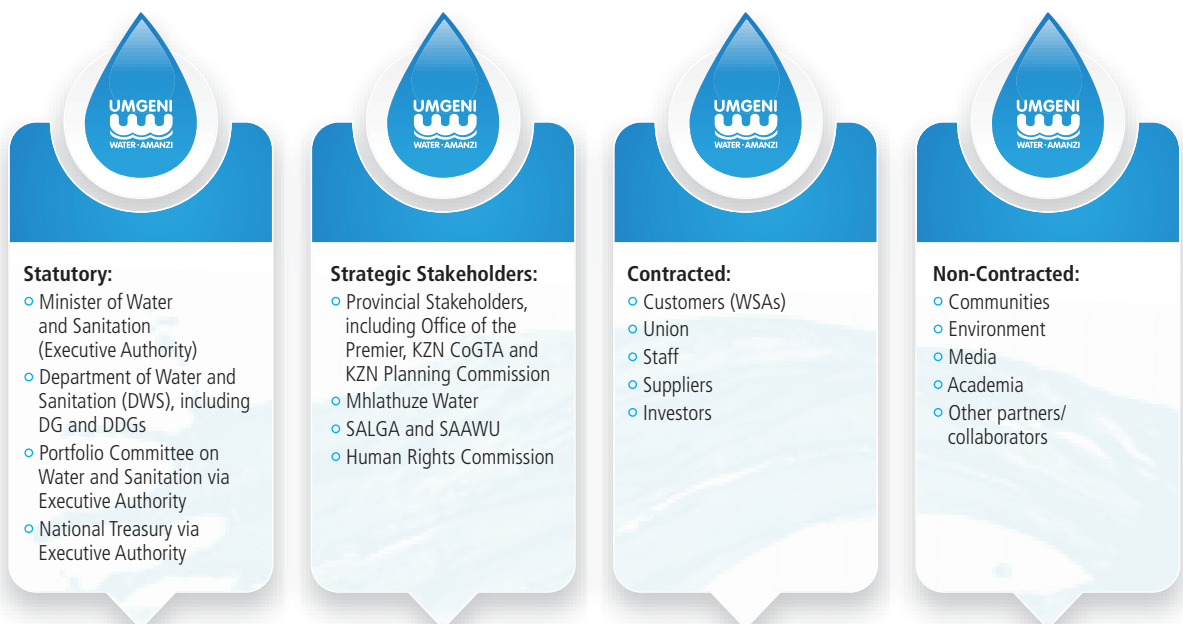 UMGENI
WATER · AMANZI
Statutory:
Minister of Water
and Sanitation
(Executive Authority)
Department of Water and
Sanitation (DWS), including
DG and DDGs
Portfolio Committee on
Water and Sanitation via
Executive Authority
National Treasury via
Executive Authority
UMGENI
WATER · AMANZI
Strategic Stakeholders:
Provincial Stakeholders,
including Office of the
Premier, KZN CoGTA and
KZN Planning Commission
Mhlathuze Water
SALGA and SAAWU
Human Rights Commission
UMGENI
WATER · AMANZI
Contracted:
Customers (WSAs)
Union
Staff
Suppliers
Investors
UMGENI
WATER · AMANZI
Non-Contracted:
Communities
Environment
Media
Academia
Other partners/
collaborators